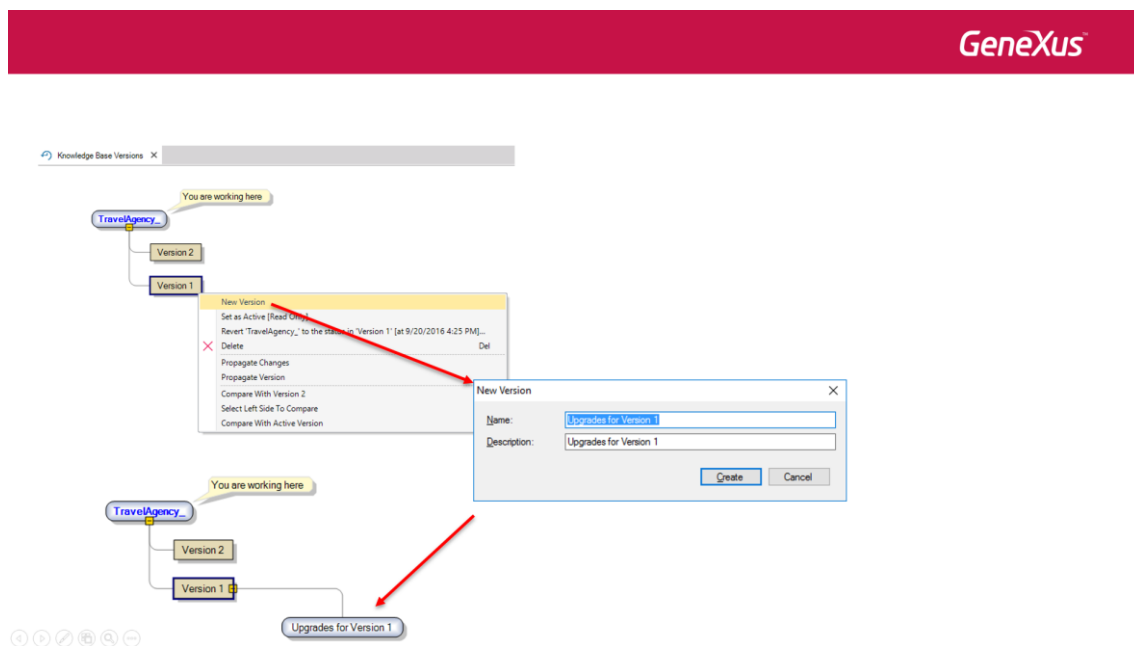 GeneXus™
Knowledge Base Versions
You are working here
TravelAgency_
Version 2
Version 1
New Version
Set as Active [Read Only]
Revert 'TravelAgency_' to the status in 'Version 1' [at 9/20/2016 4:25 PM]...
Delete Del
Propagate Changes
Propagate Version
Compare With Version 2
Select Left Side To Compare
Compare With Active Version
New Version
Name: Upgrades for Version 1
Description: Upgrades for Version 1
Create Cancel
You are working here
TravelAgency_
Version 2
Version 1
Upgrades for Version 1